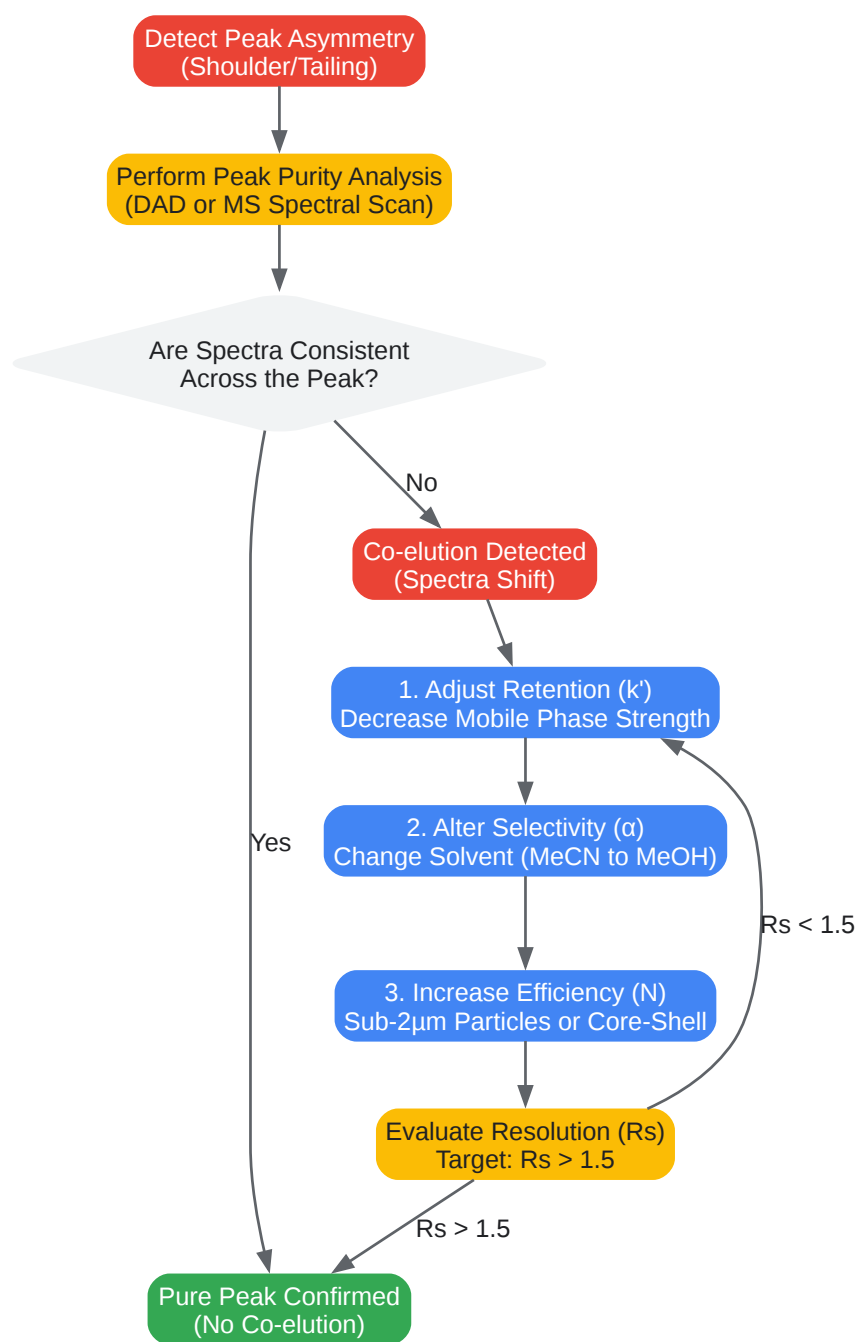 Detect Peak Asymmetry
(Shoulder/Tailing)
Perform Peak Purity Analysis
(DAD or MS Spectral Scan)
Are Spectra Consistent
Across the Peak?
No
Co-elution Detected
(Spectra Shift)
1. Adjust Retention (k')
Decrease Mobile Phase Strength
2. Alter Selectivity (α)
Change Solvent (MeCN to MeOH)
Yes
Rs < 1.5
3. Increase Efficiency (N)
Sub-2μm Particles or Core-Shell
Evaluate Resolution (Rs)
Target: Rs > 1.5
Rs > 1.5
Pure Peak Confirmed
(No Co-elution)